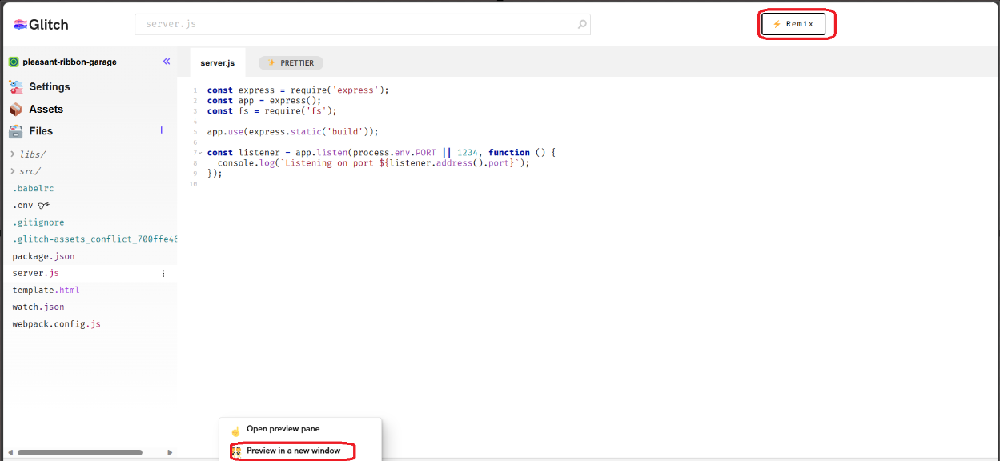 Glitch
server.js
⚡ Remix
pleasant-ribbon-garage
«
server.js
PRETTIER
Settings
Assets
Files
+
libs/
src/
.babelrc
.env
.gitignore
.glitch-assets_conflict_700ffe46
package.json
server.js
template.html
watch.json
webpack.config.js
1 const express = require('express');
2 const app = express();
3 const fs = require('fs');
4
5 app.use(express.static('build'));
6
7 const listener = app.listen(process.env.PORT || 1234, function () {
8 console.log(`Listening on port ${listener.address().port}`);
9 });
10
Open preview pane
Preview in a new window